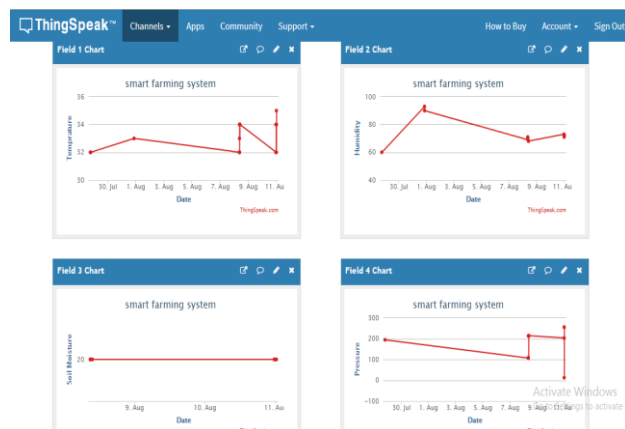 ThingSpeak™ Channels Apps Community Support How to Buy Account Sign Out
Field 1 Chart
smart farming system
36
34
32
30
Temprature
30. Jul 1. Aug 3. Aug 5. Aug 7. Aug 9. Aug 11. Au
Date
ThingSpeak.com
Field 2 Chart
smart farming system
100
80
60
40
Humidity
30. Jul 1. Aug 3. Aug 5. Aug 7. Aug 9. Aug 11. Au
Date
ThingSpeak.com
Field 3 Chart
smart farming system
20
Soil Moisture
9. Aug 10. Aug 11. Au
Date
Field 4 Chart
smart farming system
300
200
100
0
-100
Pressure
30. Jul 1. Aug 3. Aug 5. Aug 7. Aug 9. Aug 11. Au
Date
Activate Windows
to activate